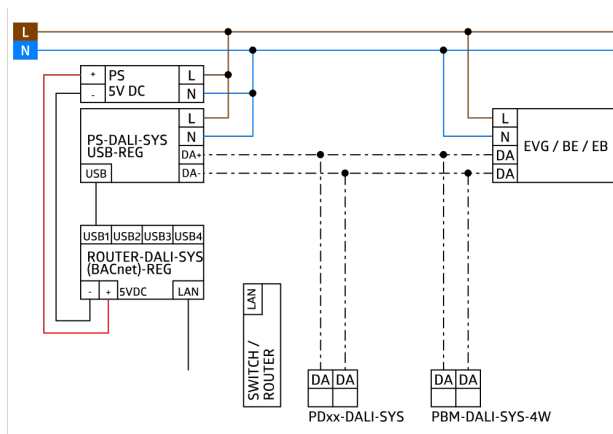 L
N
+ PS L
- 5V DC N
PS-DALI-SYS L
USB-REG N
DA+
USB DA-
L
N EVG / BE / EB
DA
DA
USB1 USB2 USB3 USB4
ROUTER-DALI-SYS
(BACnet)-REG
- + 5VDC LAN
LAN
SWITCH /
ROUTER
DA DA
PDxx-DALI-SYS
DA DA
PBM-DALI-SYS-4W